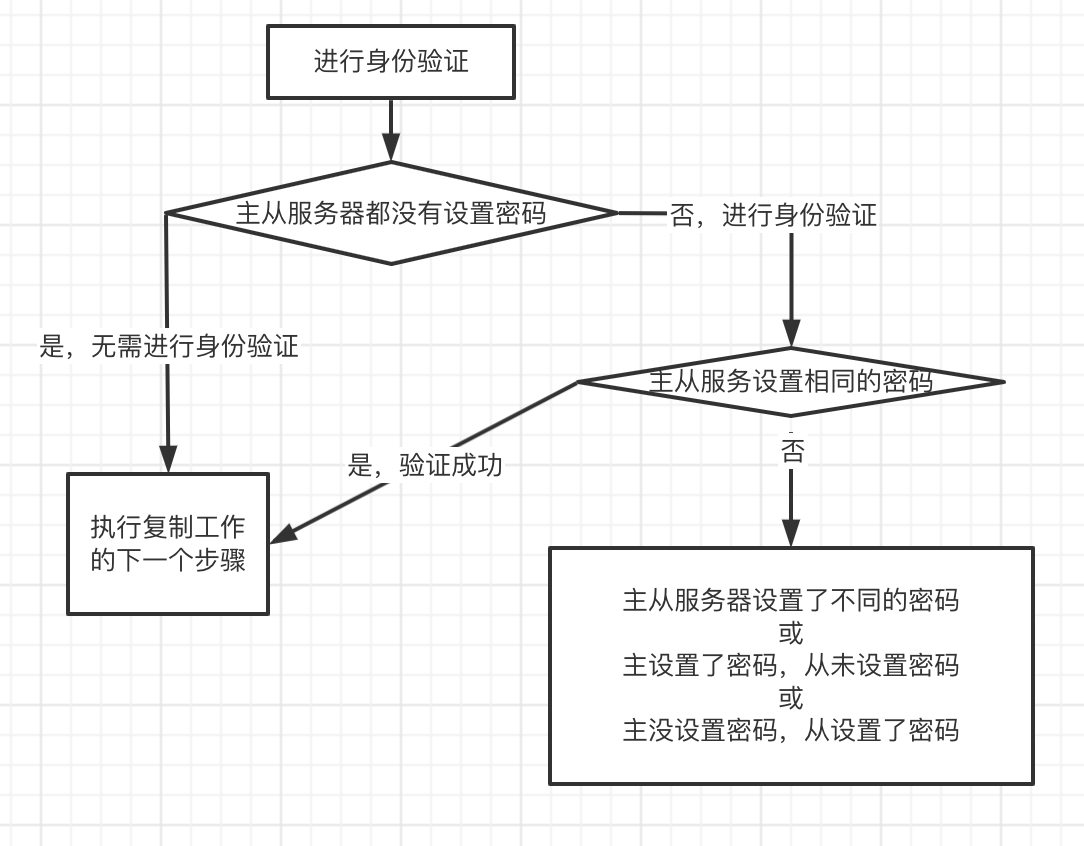 进行身份验证
主从服务器都没有设置密码
否，进行身份验证
是，无需进行身份验证
主从服务设置相同的密码
否
是，验证成功
执行复制工作
的下一个步骤
主从服务器设置了不同的密码
或
主设置了密码，从未设置密码
或
主没设置密码，从设置了密码